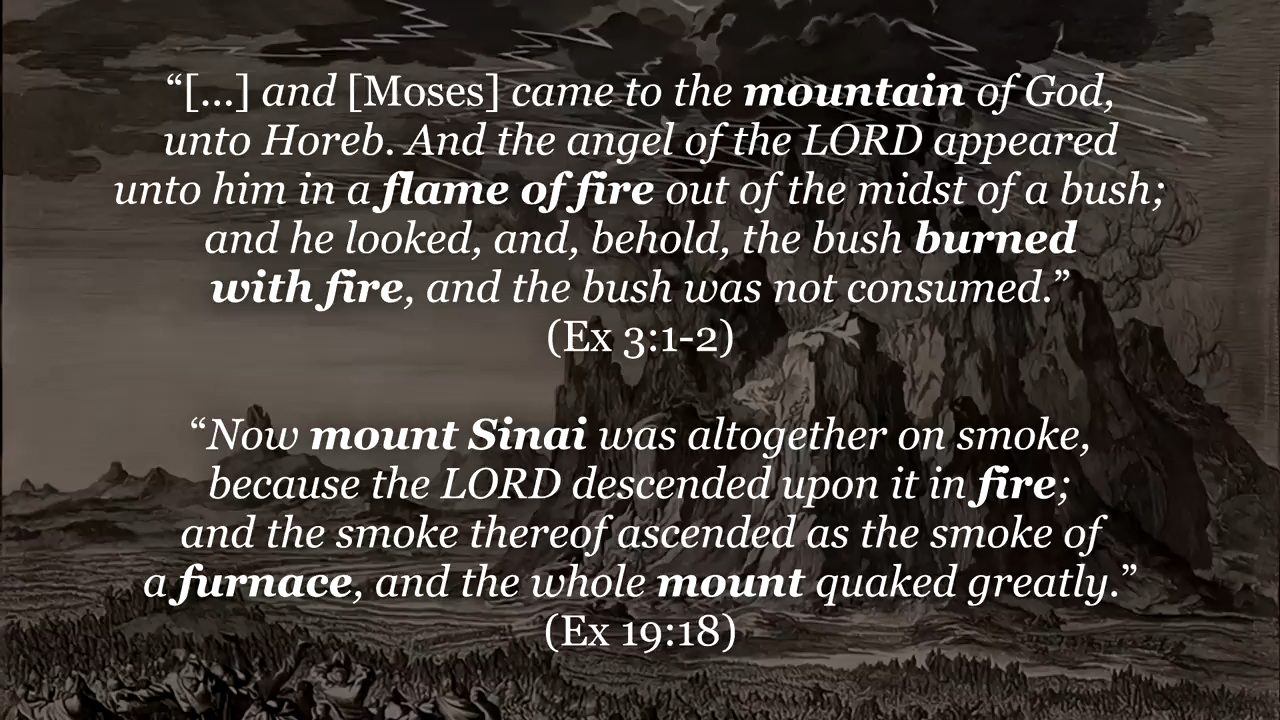 “[...] and [Moses] came to the mountain of God,
unto Horeb. And the angel of the LORD appeared
unto him in a flame of fire out of the midst of a bush;
and he looked, and, behold, the bush burned
with fire, and the bush was not consumed.”
(Ex 3:1-2)
“Now mount Sinai was altogether on smoke,
because the LORD descended upon it in fire;
and the smoke thereof ascended as the smoke of
a furnace, and the whole mount quaked greatly.”
(Ex 19:18)